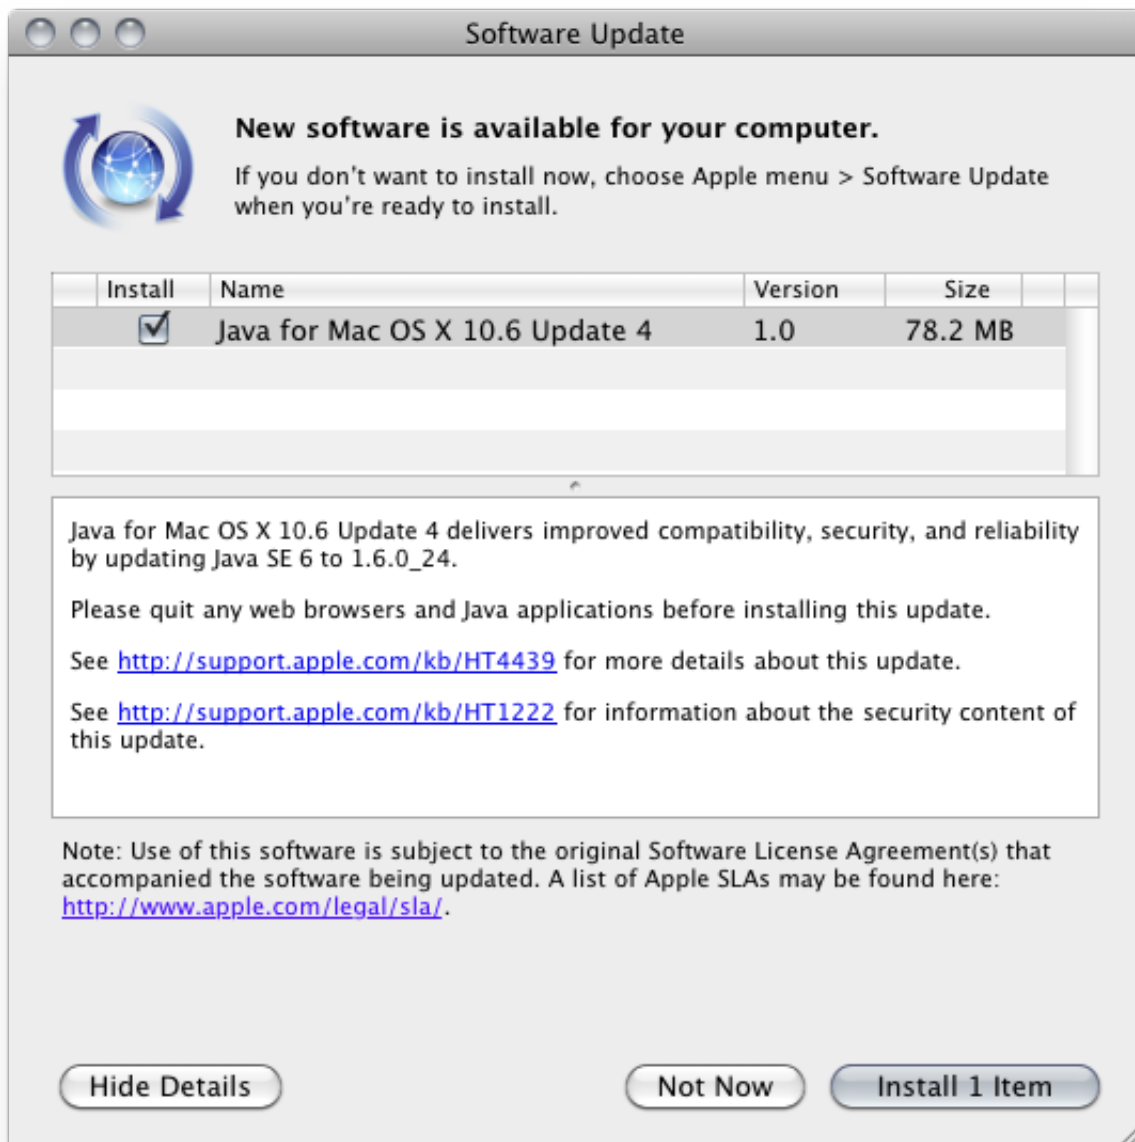 Software Update
New software is available for your computer.
If you don't want to install now, choose Apple menu > Software Update
when you're ready to install.
Install Name Version Size
Java for Mac OS X 10.6 Update 4 1.0 78.2 MB
Java for Mac OS X 10.6 Update 4 delivers improved compatibility, security, and reliability
by updating Java SE 6 to 1.6.0_24.
Please quit any web browsers and Java applications before installing this update.
See http://support.apple.com/kb/HT4439 for more details about this update.
See http://support.apple.com/kb/HT1222 for information about the security content of
this update.
Note: Use of this software is subject to the original Software License Agreement(s) that
accompanied the software being updated. A list of Apple SLAs may be found here:
http://www.apple.com/legal/sla/.
Hide Details Not Now Install 1 Item